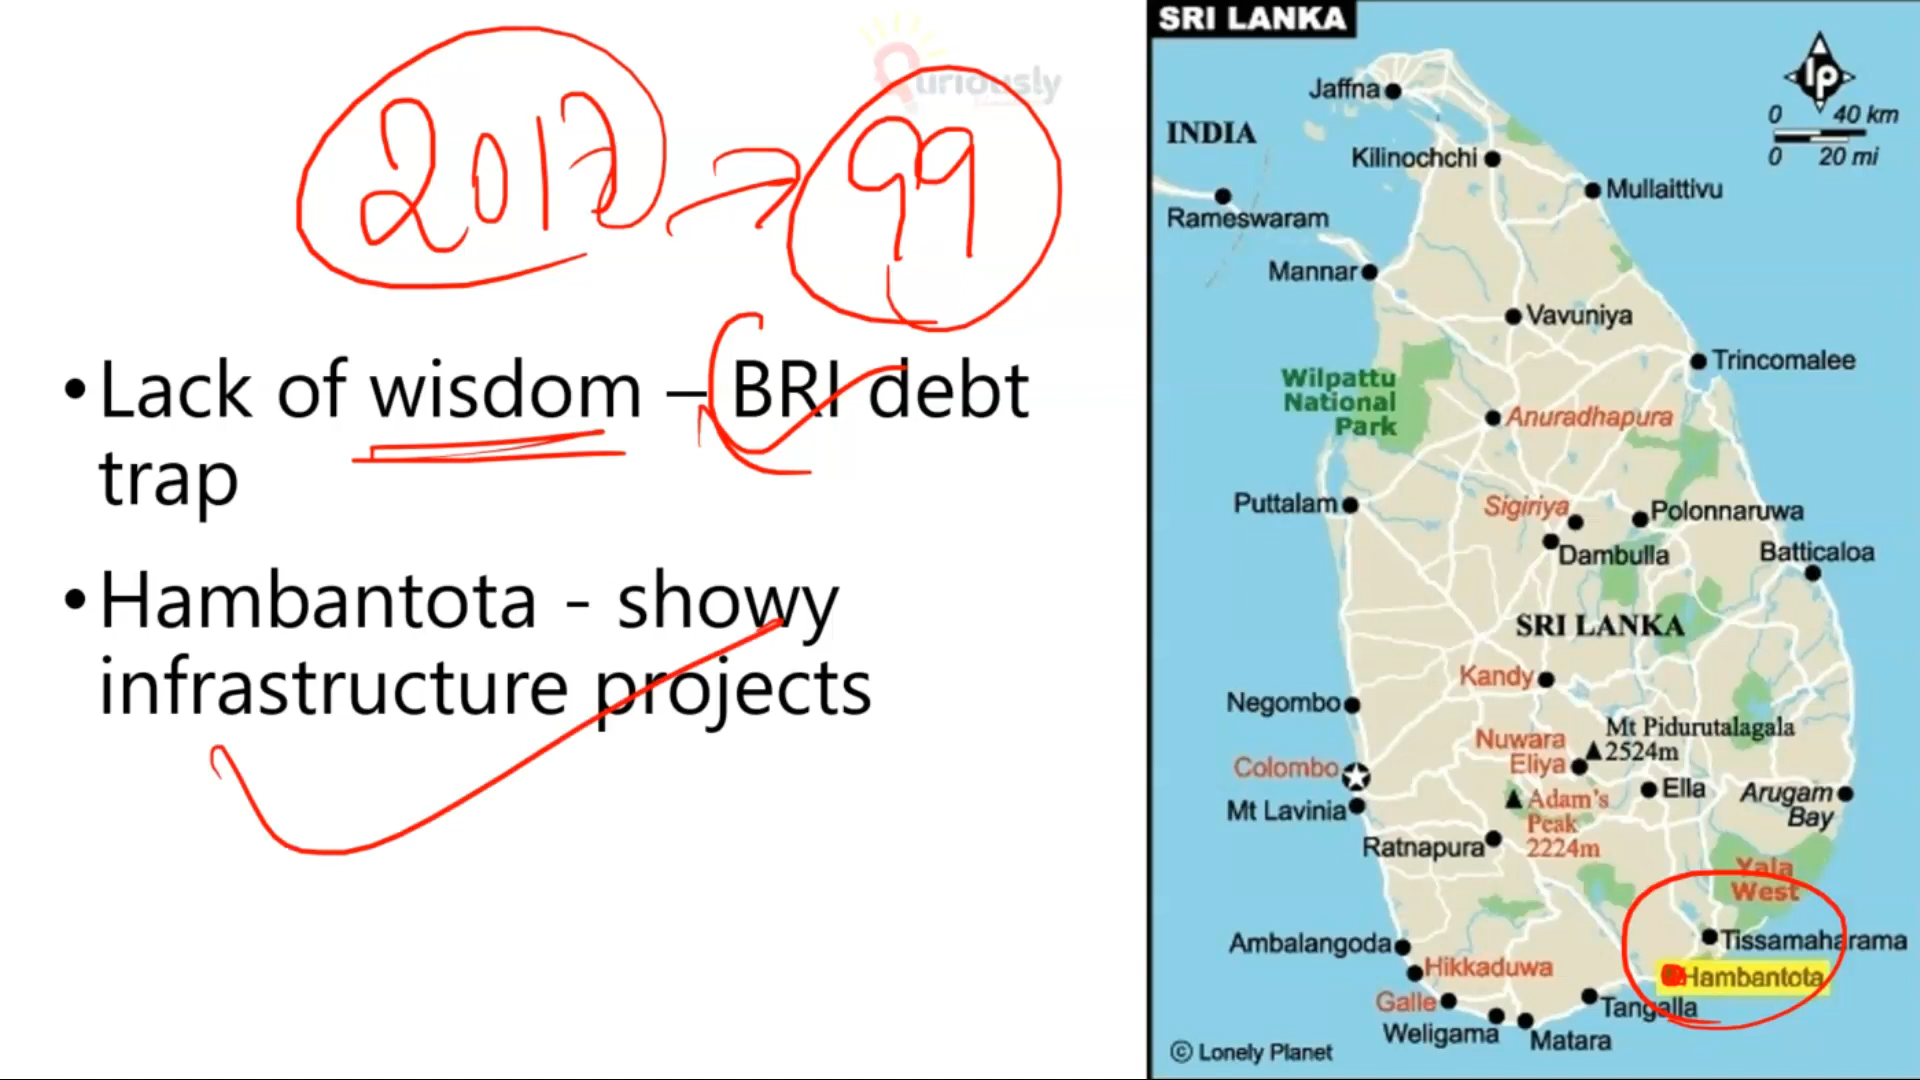 2017 → 99
uriously
• Lack of wisdom – BRI debt
trap
• Hambantota - showy
infrastructure projects
SRI LANKA
lp
0 40 km
0 20 mi
INDIA
Jaffna
Kilinochchi
Mullaittivu
Rameswaram
Mannar
Vavuniya
Trincomalee
Wilpattu
National
Park
Anuradhapura
Puttalam
Sigiriya
Polonnaruwa
Dambulla
Batticaloa
SRI LANKA
Kandy
Negombo
Mt Pidurutalagala
2524m
Nuwara
Eliya
Colombo
Ella
Arugam
Bay
Mt Lavinia
Adam's
Peak
2224m
Ratnapura
Yala
West
Ambalangoda
Tissamaharama
Hikkaduwa
Hambantota
Galle
Tangalla
Weligama
Matara
© Lonely Planet